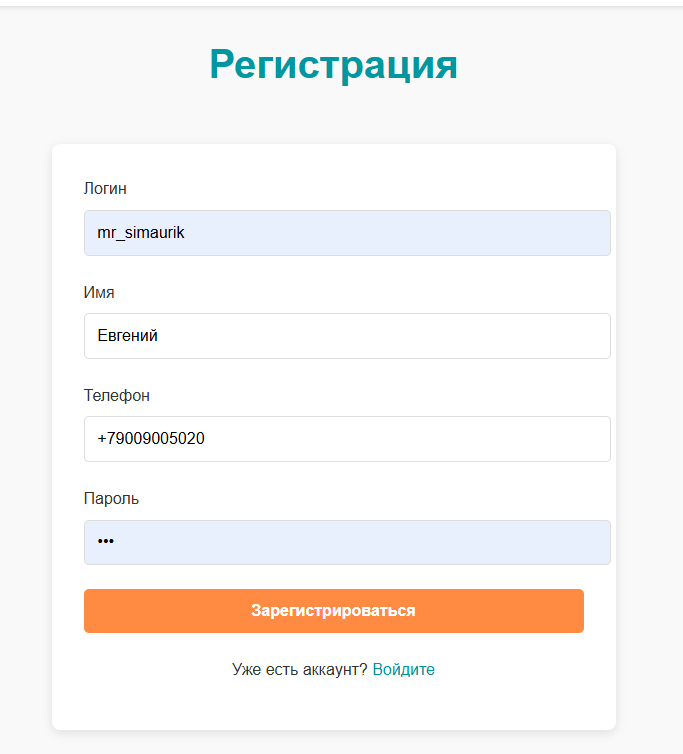 Регистрация
Логин
mr_simaurik
Имя
Евгений
Телефон
+79009005020
Пароль
•••
Зарегистрироваться
Уже есть аккаунт? Войдите